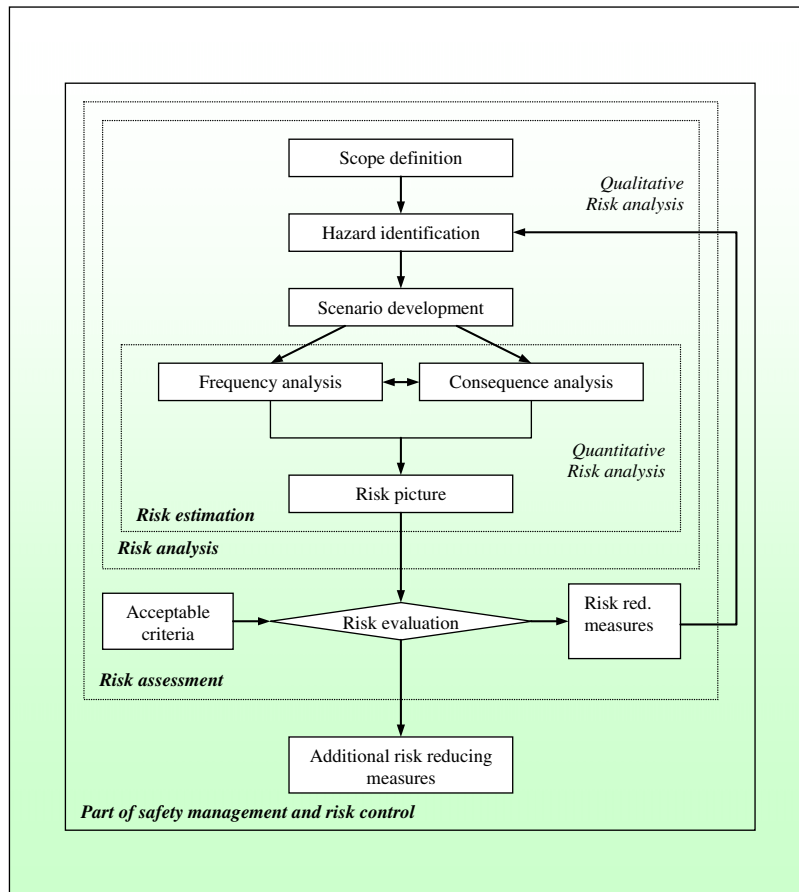 Scope definition
Qualitative
Risk analysis
Hazard identification
Scenario development
Frequency analysis
Consequence analysis
Quantitative
Risk analysis
Risk picture
Risk estimation
Risk analysis
Acceptable
criteria
Risk evaluation
Risk red.
measures
Risk assessment
Additional risk reducing
measures
Part of safety management and risk control